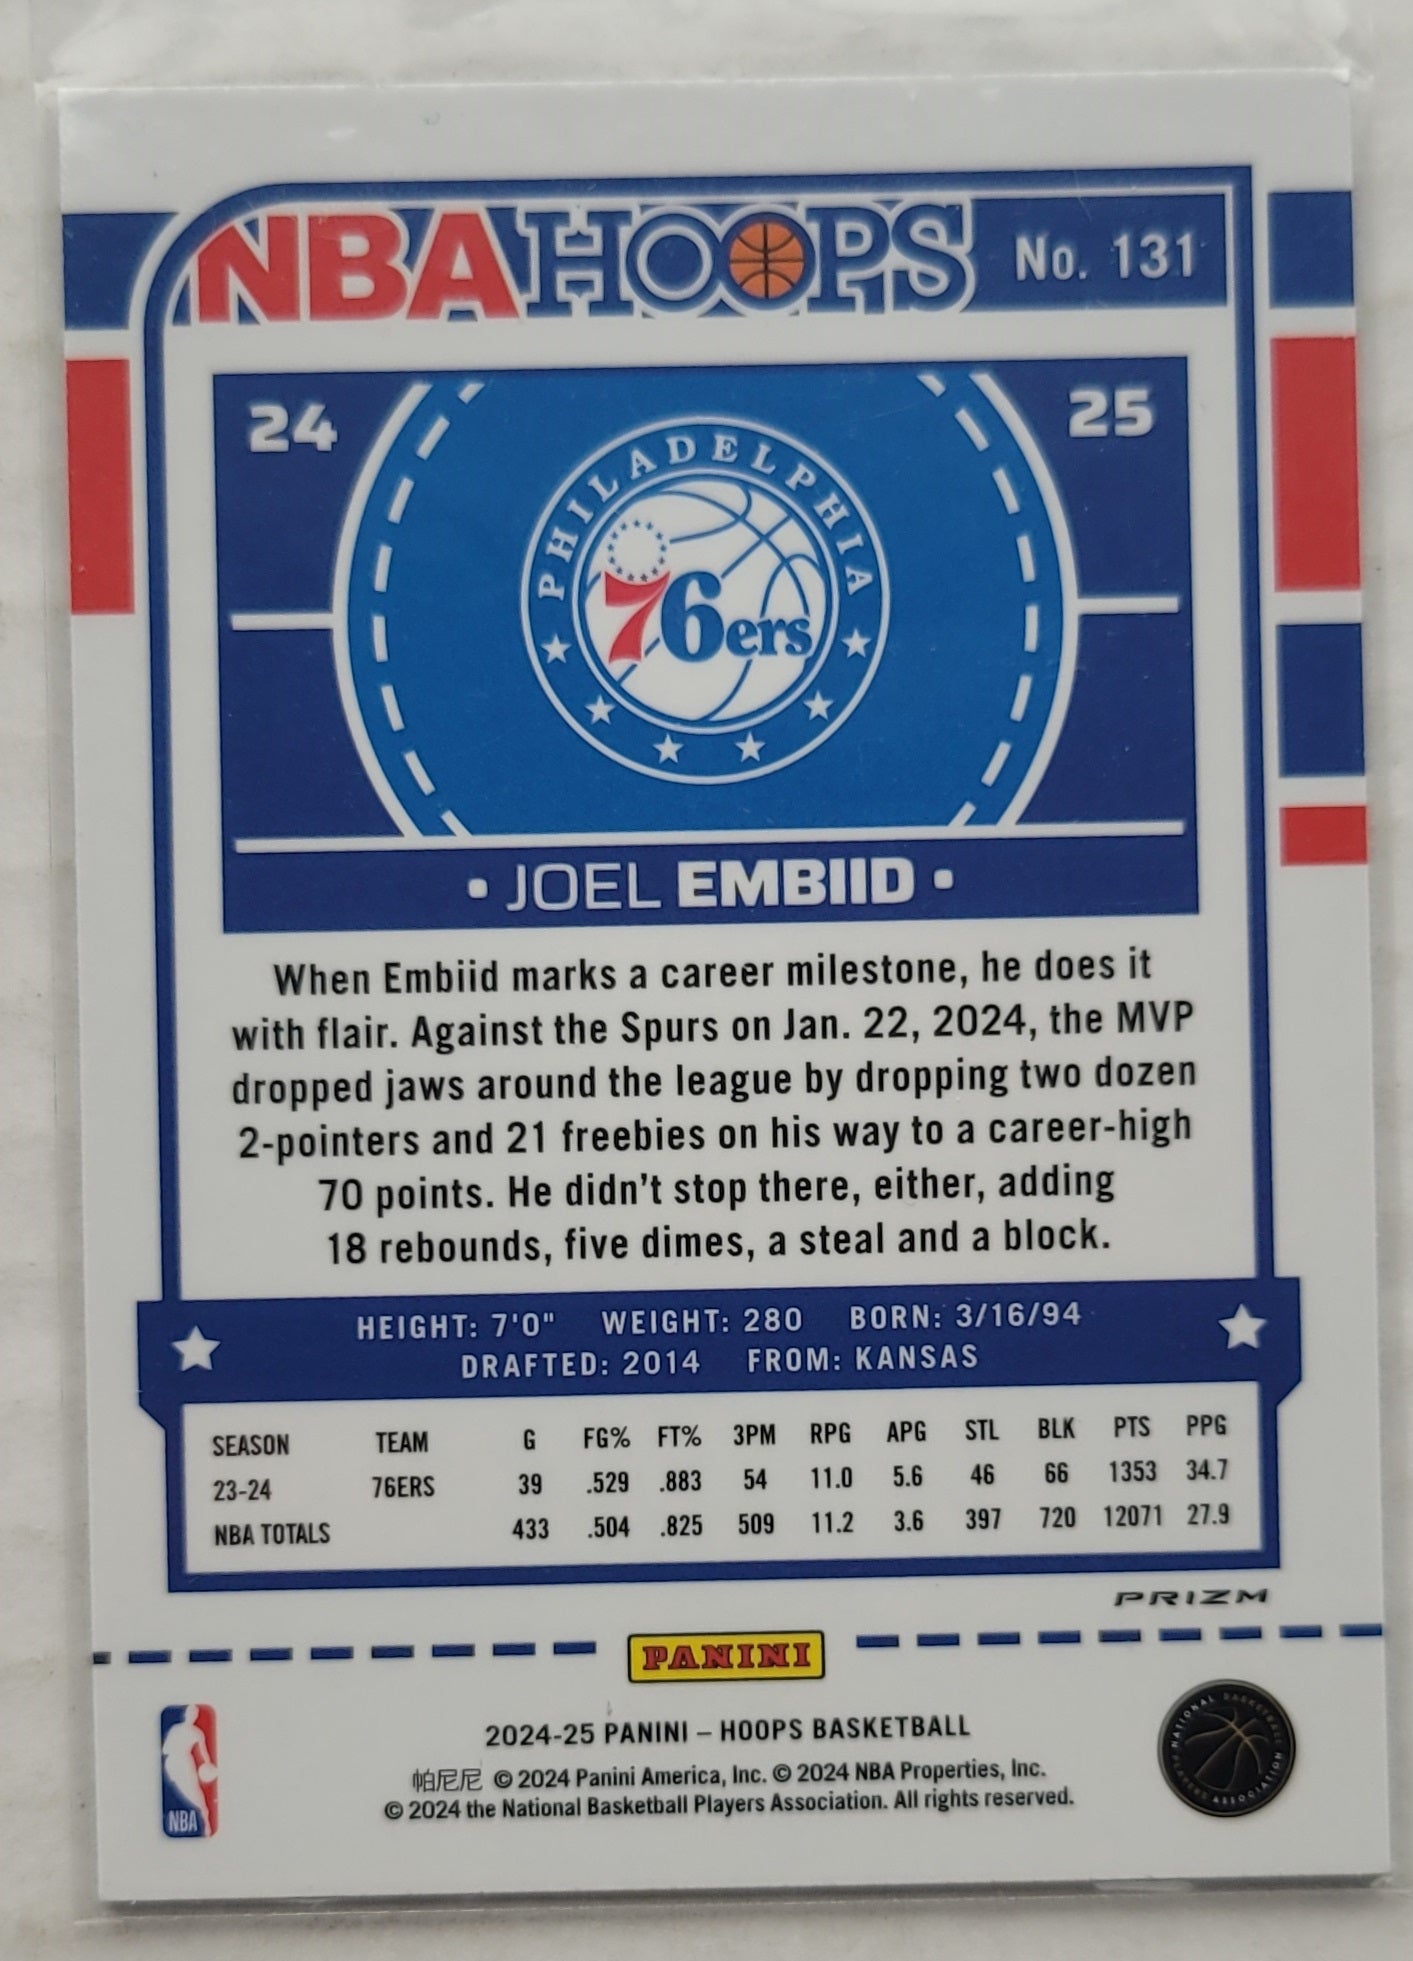 NBA HOOPS No. 131
24 25
PHILADELPHIA
76ers
• JOEL EMBIID •
When Embiid marks a career milestone, he does it
with flair. Against the Spurs on Jan. 22, 2024, the MVP
dropped jaws around the league by dropping two dozen
2-pointers and 21 freebies on his way to a career-high
70 points. He didn't stop there, either, adding
18 rebounds, five dimes, a steal and a block.
HEIGHT: 7'0" WEIGHT: 280 BORN: 3/16/94
DRAFTED: 2014 FROM: KANSAS
SEASON TEAM G FG% FT% 3PM RPG APG STL BLK PTS PPG
23-24 76ERS 39 .529 .883 54 11.0 5.6 46 66 1353 34.7
NBA TOTALS 433 .504 .825 509 11.2 3.6 397 720 12071 27.9
PRIZM
PANINI
2024-25 PANINI – HOOPS BASKETBALL
帕尼尼 © 2024 Panini America, Inc. © 2024 NBA Properties, Inc.
© 2024 the National Basketball Players Association. All rights reserved.
NBA
NATIONAL BASKETBALL PLAYERS ASSOCIATION